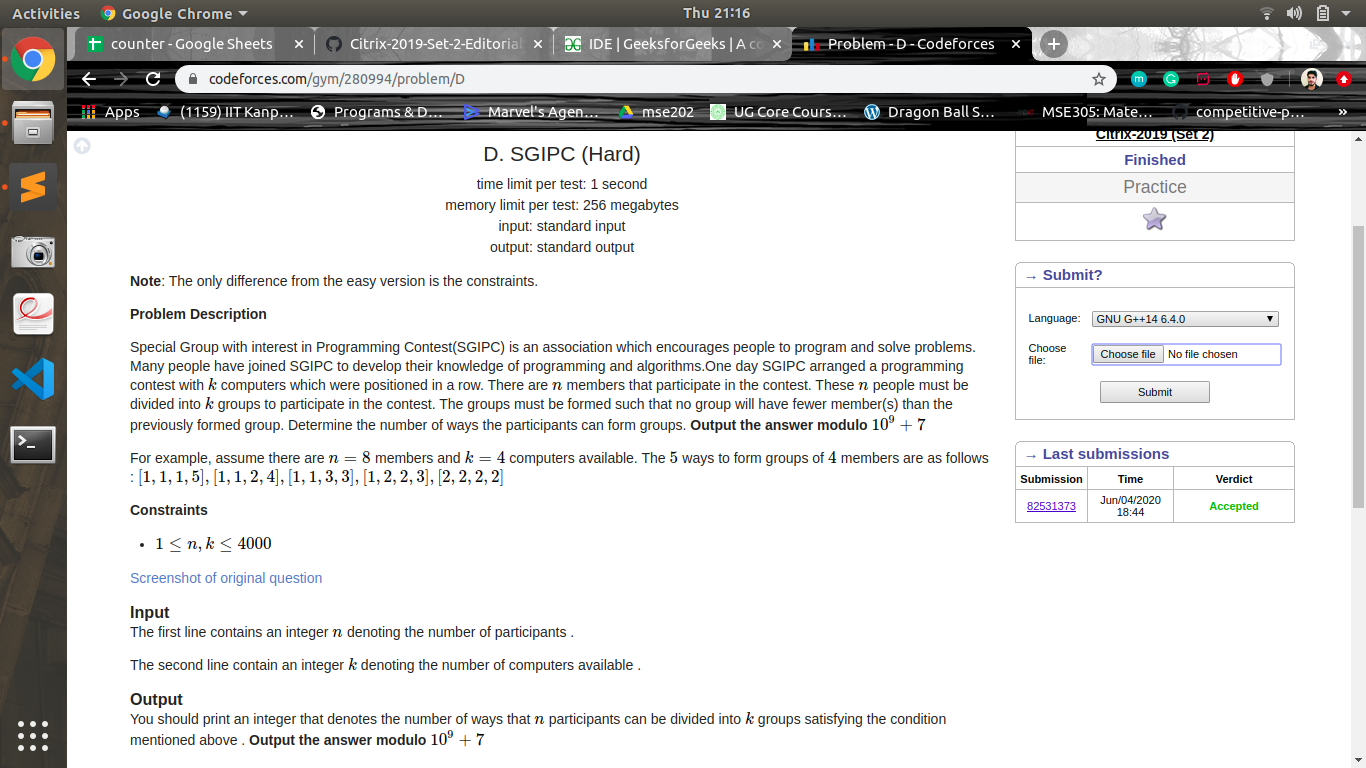 Activities Google Chrome Thu 21:16
counter - Google Sheets Citrix-2019-Set-2-Editorial IDE | GeeksforGeeks | A co Problem - D - Codeforces
codeforces.com/gym/280994/problem/D
Apps (1159) IIT Kanp… Programs & D… Marvel's Agen… mse202 UG Core Cours… Dragon Ball S… MSE305: Mate… competitive-p… »
D. SGIPC (Hard)
time limit per test: 1 second
memory limit per test: 256 megabytes
input: standard input
output: standard output
Note: The only difference from the easy version is the constraints.
Problem Description
Special Group with interest in Programming Contest(SGIPC) is an association which encourages people to program and solve problems.
Many people have joined SGIPC to develop their knowledge of programming and algorithms.One day SGIPC arranged a programming
contest with k computers which were positioned in a row. There are n members that participate in the contest. These n people must be
divided into k groups to participate in the contest. The groups must be formed such that no group will have fewer member(s) than the
previously formed group. Determine the number of ways the participants can form groups. Output the answer modulo 10^9 + 7
For example, assume there are n = 8 members and k = 4 computers available. The 5 ways to form groups of 4 members are as follows
: [1, 1, 1, 5], [1, 1, 2, 4], [1, 1, 3, 3], [1, 2, 2, 3], [2, 2, 2, 2]
Constraints
• 1 ≤ n, k ≤ 4000
Screenshot of original question
Input
The first line contains an integer n denoting the number of participants .
The second line contain an integer k denoting the number of computers available .
Output
You should print an integer that denotes the number of ways that n participants can be divided into k groups satisfying the condition
mentioned above . Output the answer modulo 10^9 + 7
Citrix-2019 (Set 2)
Finished
Practice
→ Submit?
Language: GNU G++14 6.4.0
Choose
file: Choose file No file chosen
Submit
→ Last submissions
Submission Time Verdict
82531373 Jun/04/2020
18:44 Accepted